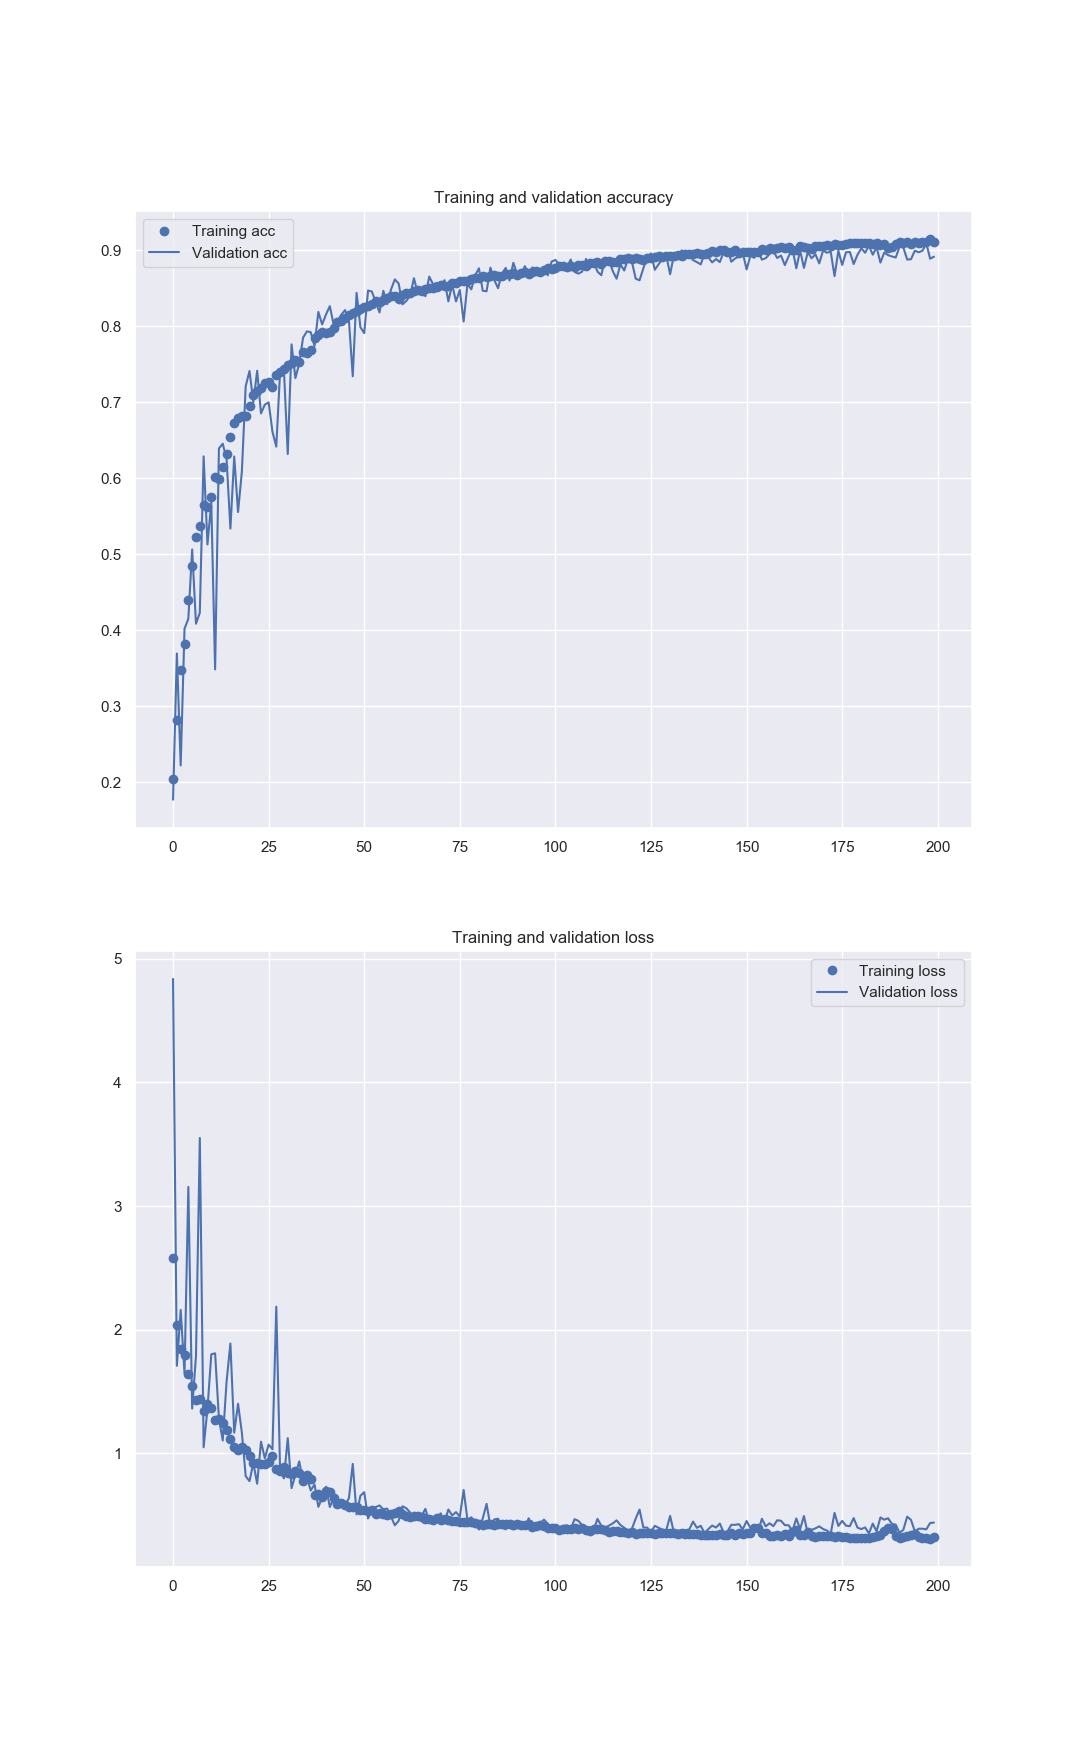 Training and validation accuracy
Training acc
Validation acc
0.9
0.8
0.7
0.6
0.5
0.4
0.3
0.2
0 25 50 75 100 125 150 175 200
Training and validation loss
Training loss
Validation loss
5
4
3
2
1
0 25 50 75 100 125 150 175 200